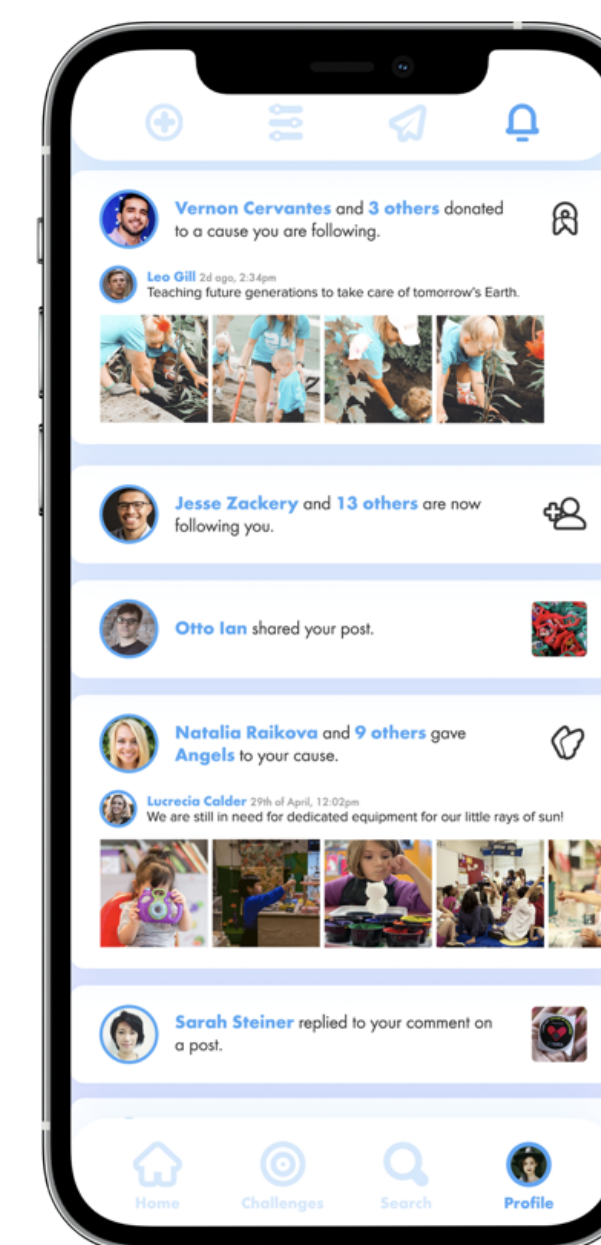 Vernon Cervantes and 3 others donated
to a cause you are following.
Leo Gill 2d ago, 2:34pm
Teaching future generations to take care of tomorrow's Earth.
Jesse Zackery and 13 others are now
following you.
Otto Ian shared your post.
Natalia Raikova and 9 others gave
Angels to your cause.
Lucrecia Calder 29th of April, 12:02pm
We are still in need for dedicated equipment for our little rays of sun!
Sarah Steiner replied to your comment on
a post.
Home
Challenges
Search
Profile